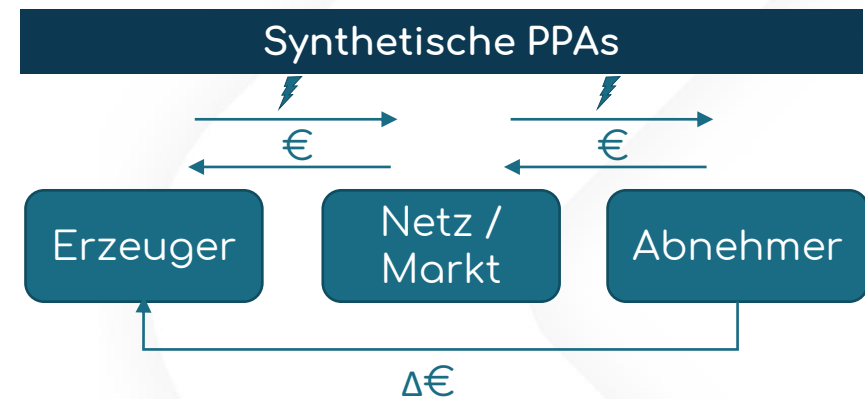 Synthetische PPAs
€
€
Erzeuger
Netz /
Markt
Abnehmer
Δ€